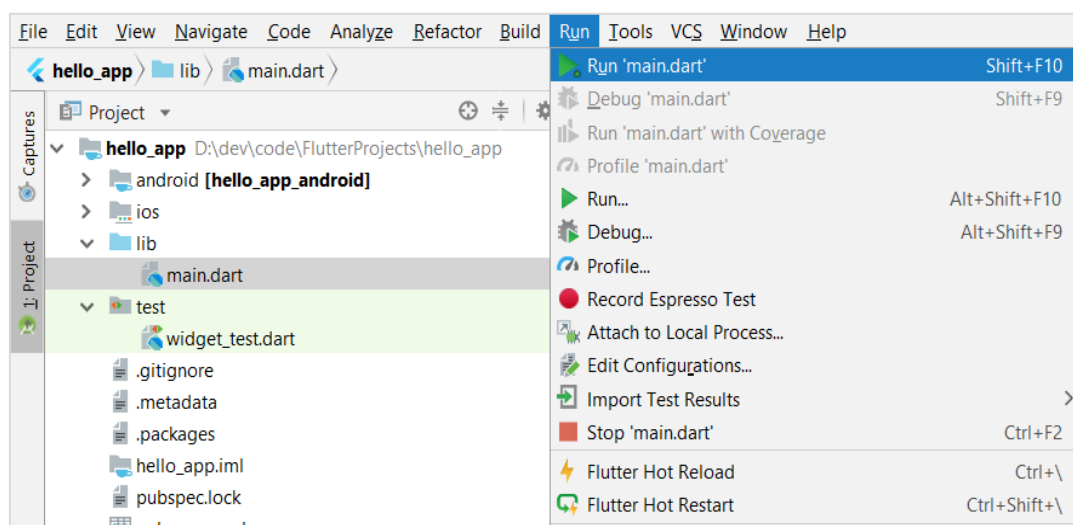 File Edit View Navigate Code Analyze Refactor Build Run Tools VCS Window Help
hello_app lib main.dart
Project
Captures
1: Project
hello_app D:\dev\code\FlutterProjects\hello_app
android [hello_app_android]
ios
lib
main.dart
test
widget_test.dart
.gitignore
.metadata
.packages
hello_app.iml
pubspec.lock
Run 'main.dart' Shift+F10
Debug 'main.dart' Shift+F9
Run 'main.dart' with Coverage
Profile 'main.dart'
Run... Alt+Shift+F10
Debug... Alt+Shift+F9
Profile...
Record Espresso Test
Attach to Local Process...
Edit Configurations...
Import Test Results
Stop 'main.dart' Ctrl+F2
Flutter Hot Reload Ctrl+\
Flutter Hot Restart Ctrl+Shift+\